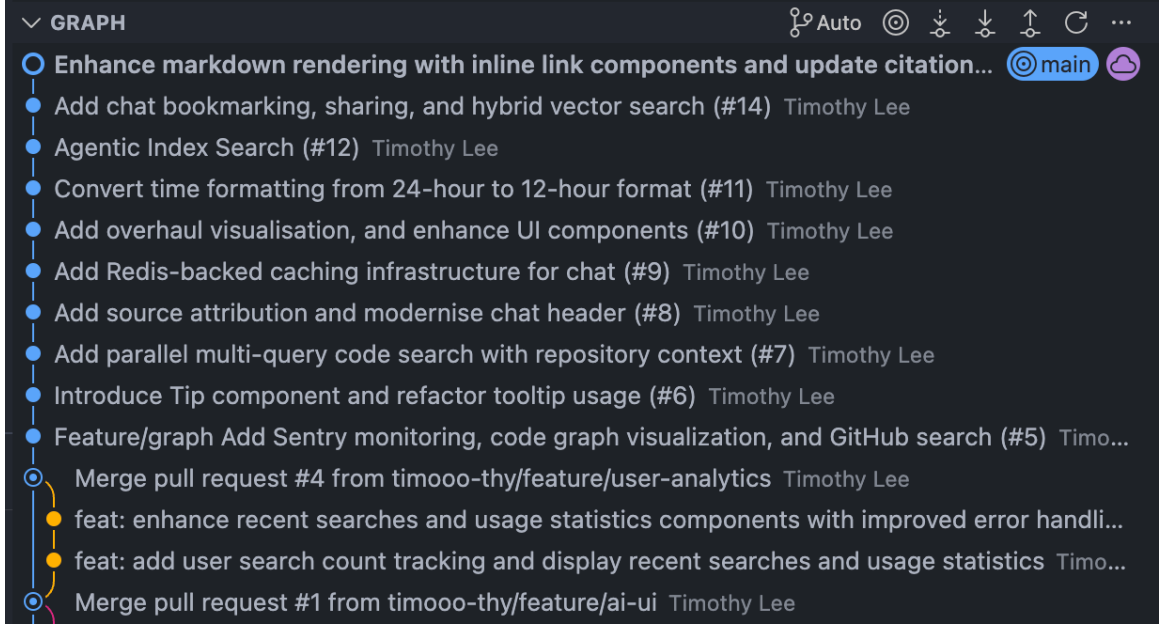 GRAPH Auto
Enhance markdown rendering with inline link components and update citation... main
Add chat bookmarking, sharing, and hybrid vector search (#14) Timothy Lee
Agentic Index Search (#12) Timothy Lee
Convert time formatting from 24-hour to 12-hour format (#11) Timothy Lee
Add overhaul visualisation, and enhance UI components (#10) Timothy Lee
Add Redis-backed caching infrastructure for chat (#9) Timothy Lee
Add source attribution and modernise chat header (#8) Timothy Lee
Add parallel multi-query code search with repository context (#7) Timothy Lee
Introduce Tip component and refactor tooltip usage (#6) Timothy Lee
Feature/graph Add Sentry monitoring, code graph visualization, and GitHub search (#5) Timo...
Merge pull request #4 from timooo-thy/feature/user-analytics Timothy Lee
feat: enhance recent searches and usage statistics components with improved error handli...
feat: add user search count tracking and display recent searches and usage statistics Timo...
Merge pull request #1 from timooo-thy/feature/ai-ui Timothy Lee